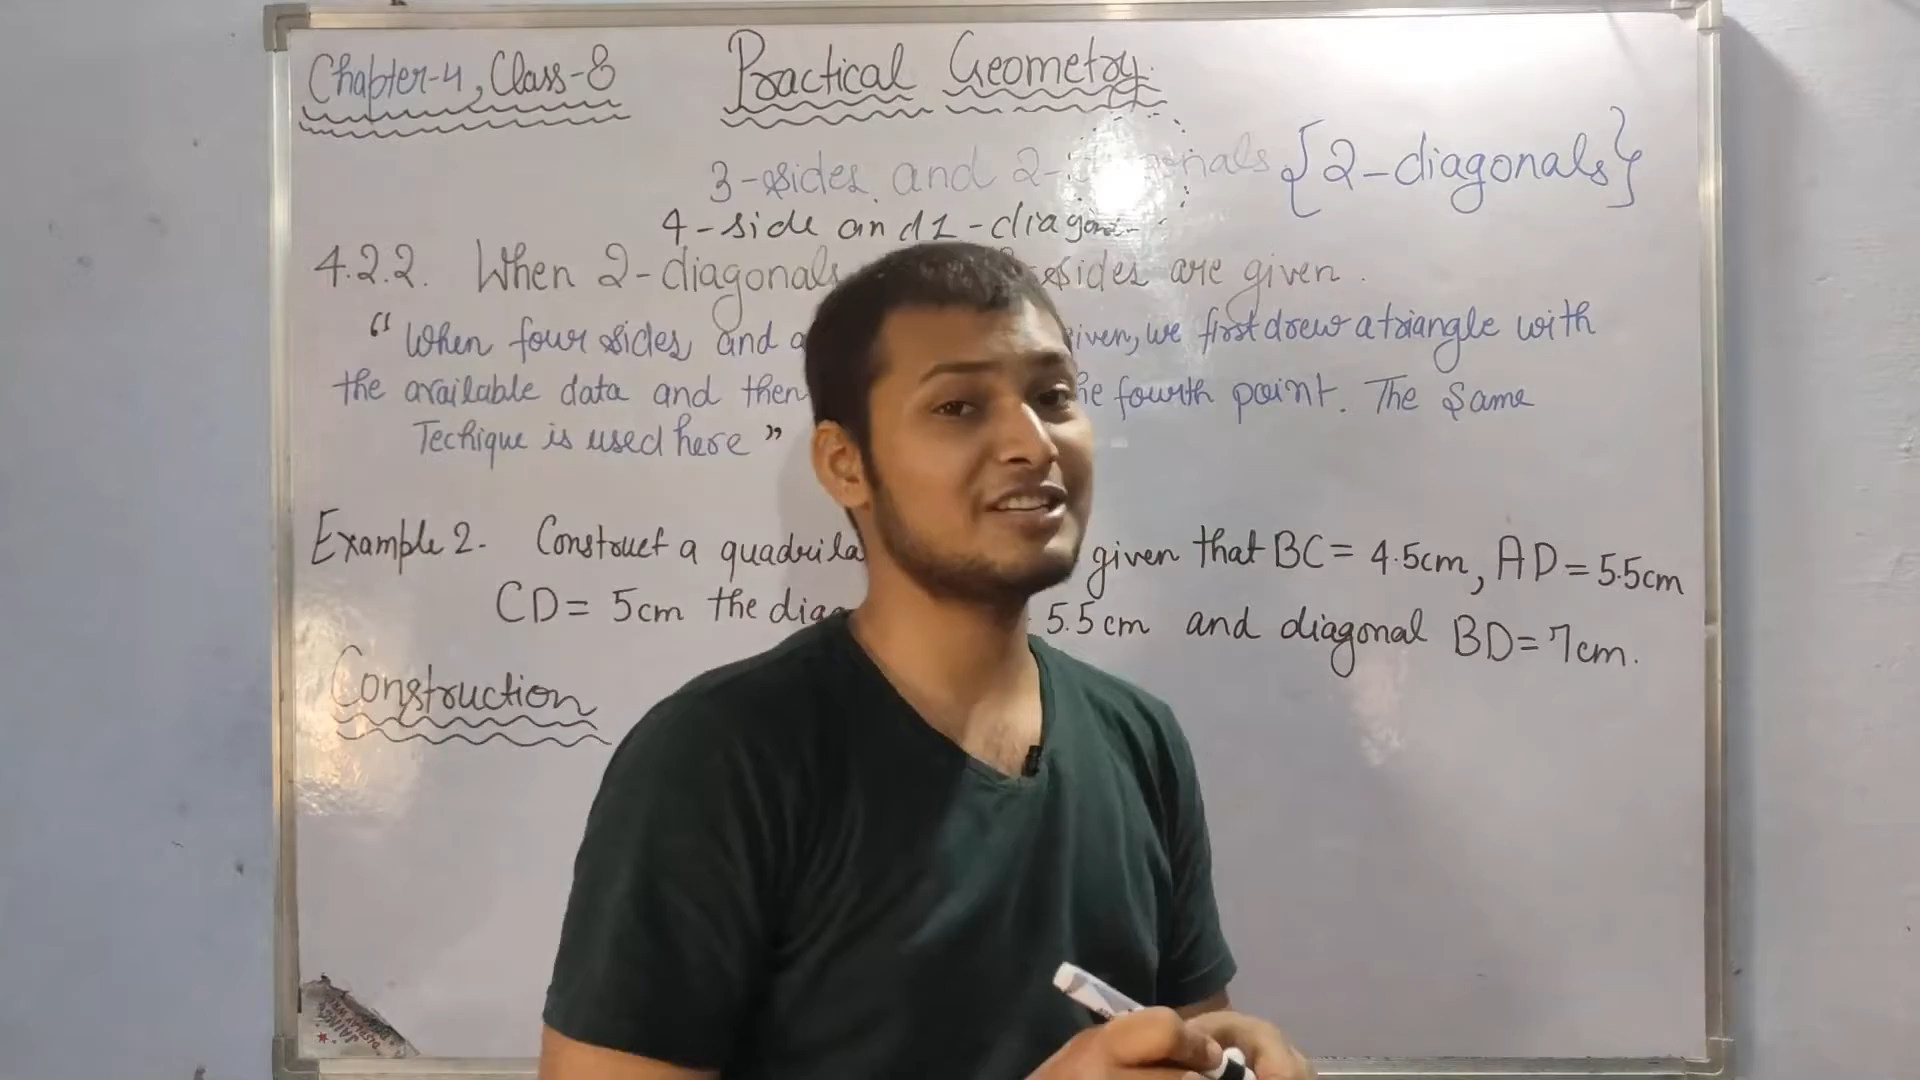 Chapter-4, Class-8
Practical Geometry.
3-sides and 2- {2-diagonals}
4-side and 1-diagon
4.2.2. When 2-diagonals sides are given.
"When four sides and a given, we first drew a triangle with
the available data and then the fourth point. The Same
Techique is used here"
Example 2- Construct a quadrila given that BC = 4.5cm, AD = 5.5cm
CD = 5cm the diag 5.5cm and diagonal BD = 7cm.
Construction